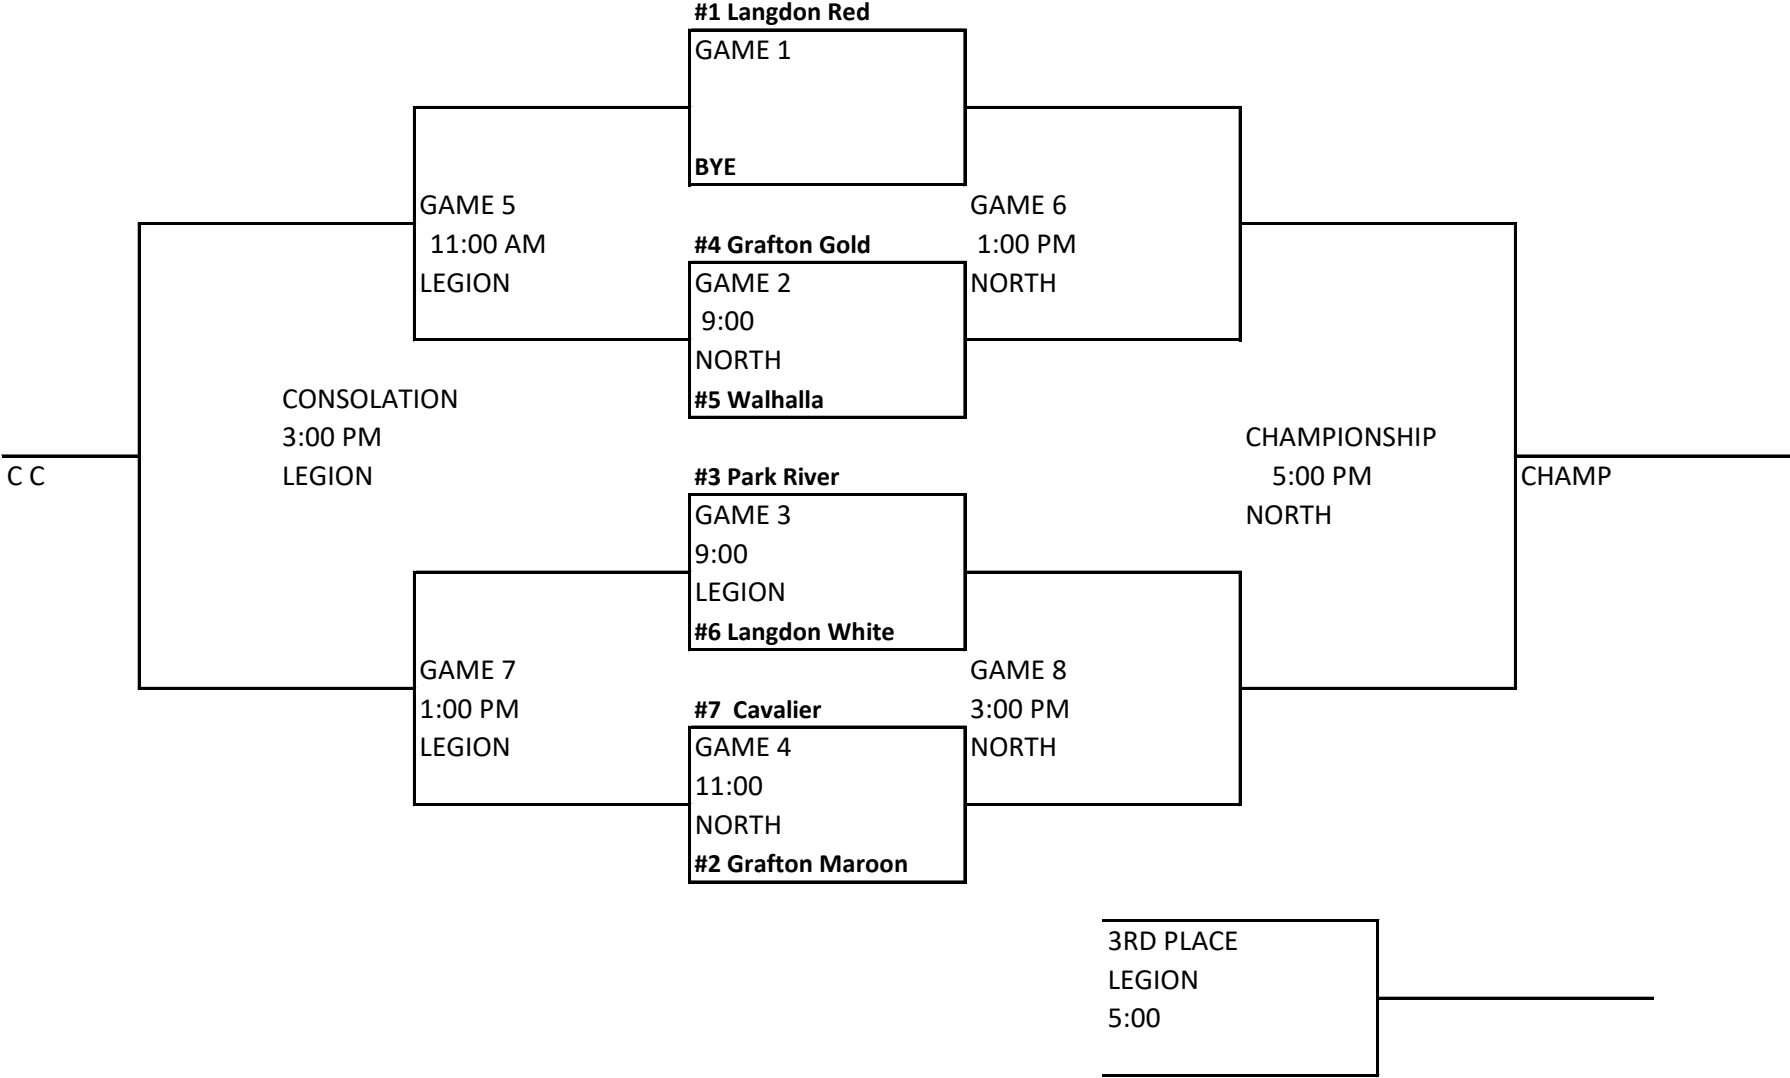 #1 Langdon Red
GAME 1
BYE
GAME 5
11:00 AM
LEGION
GAME 6
1:00 PM
NORTH
#4 Grafton Gold
GAME 2
9:00
NORTH
#5 Walhalla
CONSOLATION
3:00 PM
LEGION
C C
CHAMPIONSHIP
5:00 PM
NORTH
CHAMP
#3 Park River
GAME 3
9:00
LEGION
#6 Langdon White
GAME 7
1:00 PM
LEGION
GAME 8
3:00 PM
NORTH
#7  Cavalier
GAME 4
11:00
NORTH
#2 Grafton Maroon
3RD PLACE
LEGION
5:00